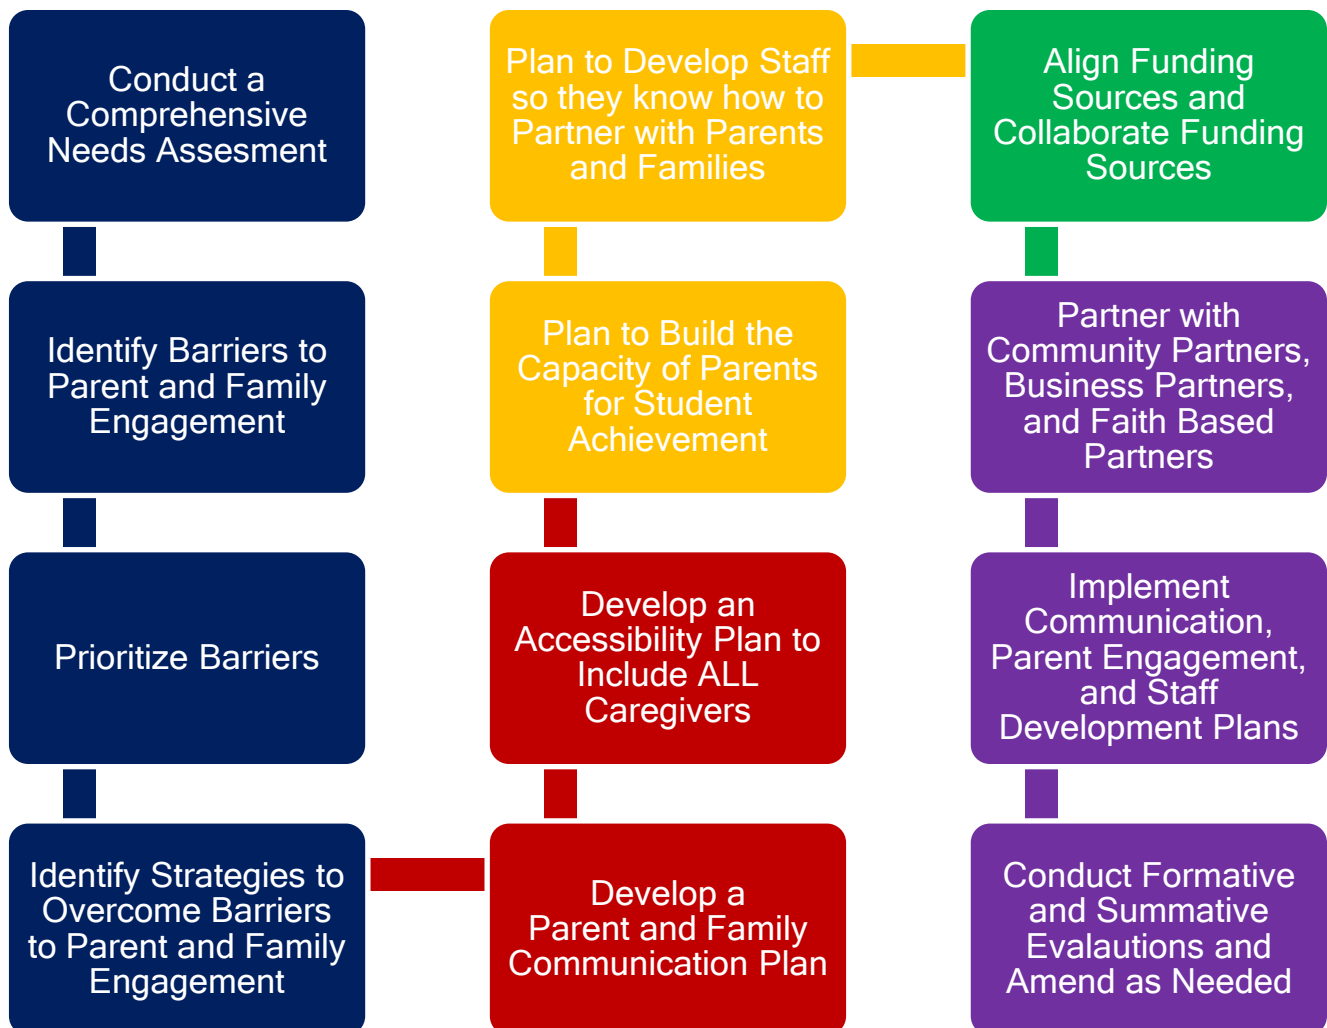 Conduct a
Comprehensive
Needs Assesment
Identify Barriers to
Parent and Family
Engagement
Prioritize Barriers
Identify Strategies to
Overcome Barriers
to Parent and Family
Engagement
Develop a
Parent and Family
Communication Plan
Develop an
Accessibility Plan to
Include ALL
Caregivers
Plan to Build the
Capacity of Parents
for Student
Achievement
Plan to Develop Staff
so they know how to
Partner with Parents
and Families
Align Funding
Sources and
Collaborate Funding
Sources
Partner with
Community Partners,
Business Partners,
and Faith Based
Partners
Implement
Communication,
Parent Engagement,
and Staff
Development Plans
Conduct Formative
and Summative
Evalautions and
Amend as Needed